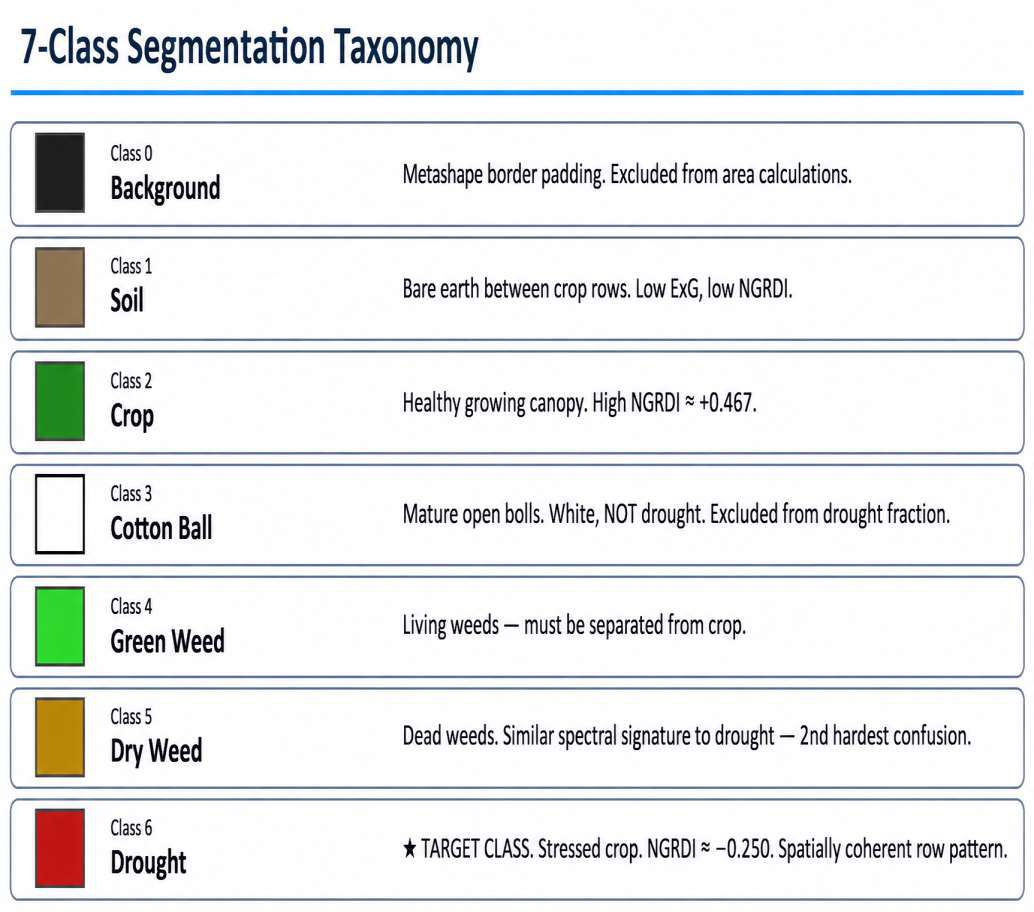 7-Class Segmentation Taxonomy
Class 0
Background
Metashape border padding. Excluded from area calculations.
Class 1
Soil
Bare earth between crop rows. Low ExG, low NGRDI.
Class 2
Crop
Healthy growing canopy. High NGRDI ≈ +0.467.
Class 3
Cotton Ball
Mature open bolls. White, NOT drought. Excluded from drought fraction.
Class 4
Green Weed
Living weeds — must be separated from crop.
Class 5
Dry Weed
Dead weeds. Similar spectral signature to drought — 2nd hardest confusion.
Class 6
Drought
★ TARGET CLASS. Stressed crop. NGRDI ≈ −0.250. Spatially coherent row pattern.